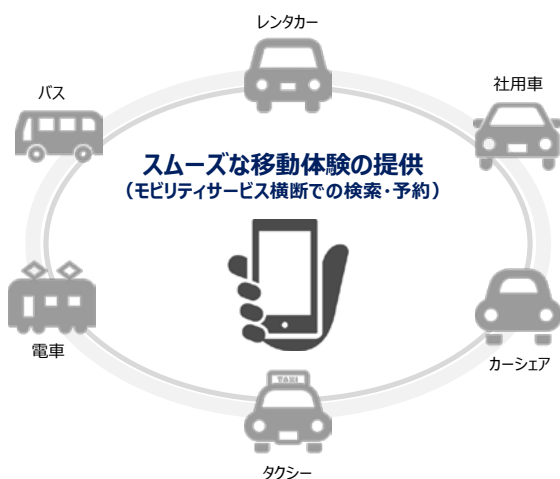 レンタカー
バス
社用車
スムーズな移動体験の提供
（モビリティサービス横断での検索・予約）
電車
カーシェア
TAXI
タクシー